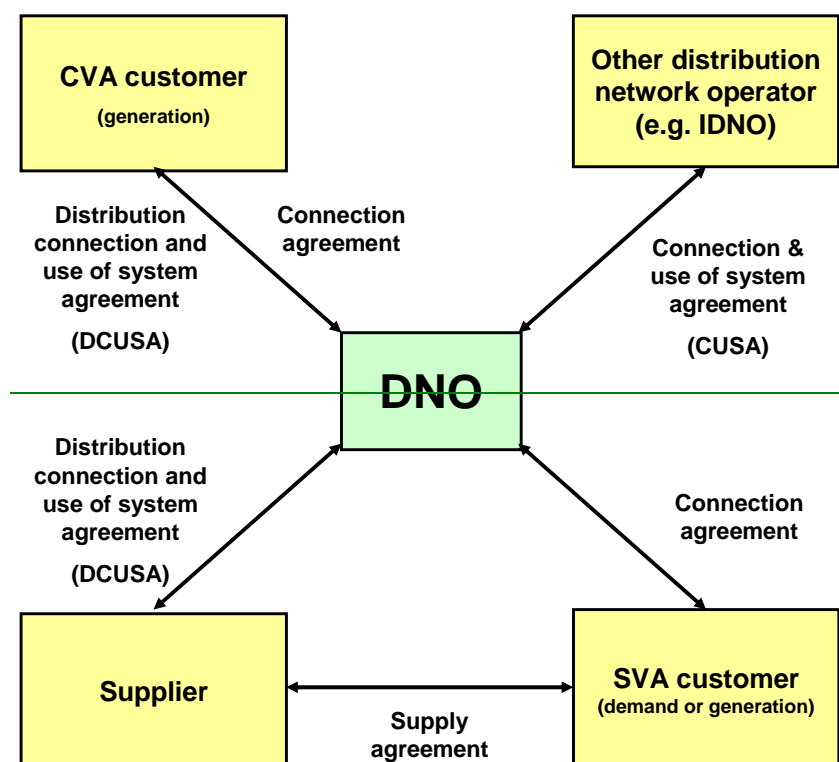 CVA customer
(generation)
Other distribution
network operator
(e.g. IDNO)
Distribution
connection and
use of system
agreement
(DCUSA)
Connection
agreement
Connection &
use of system
agreement
(CUSA)
DNO
Distribution
connection and
use of system
agreement
(DCUSA)
Connection
agreement
Supplier
Supply
agreement
SVA customer
(demand or generation)